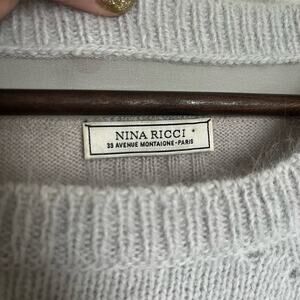 NINA RICCI
39 AVENUE MONTAIGNE - PARIS